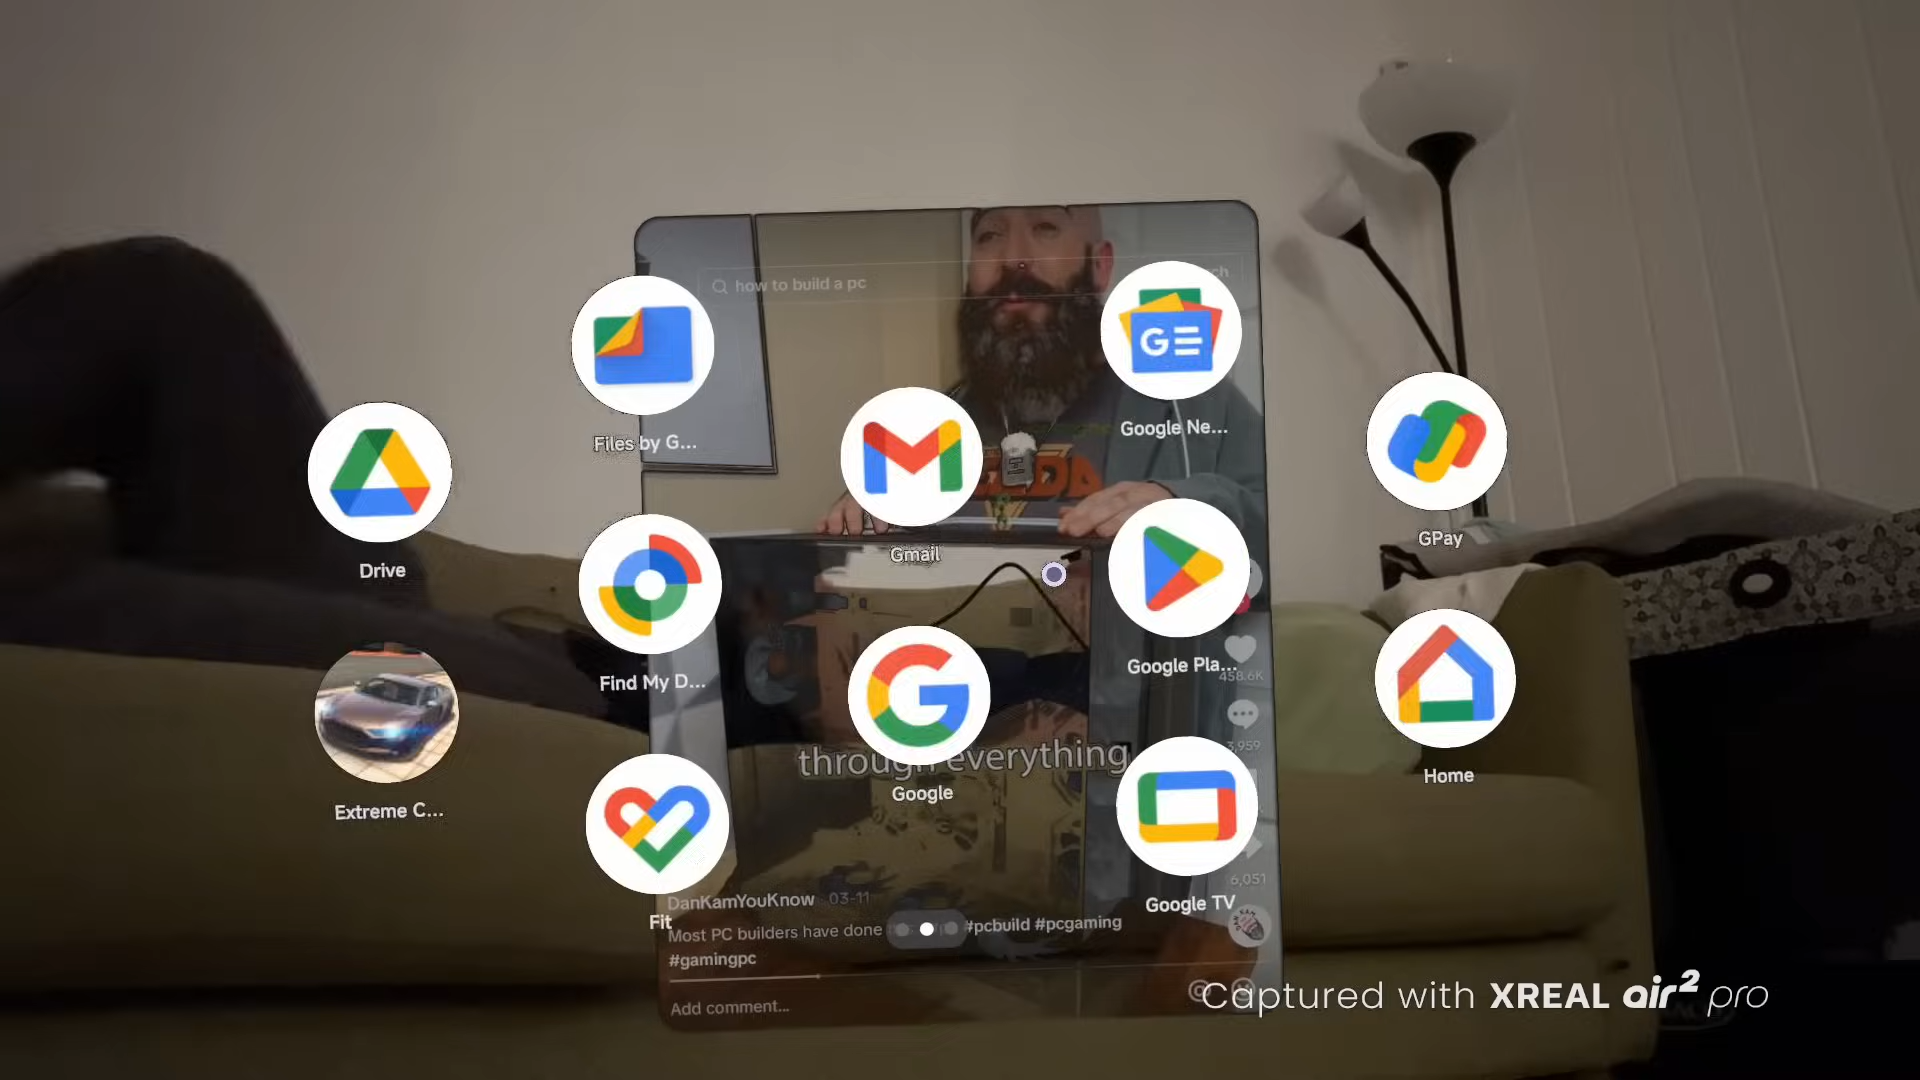 how to build a pc
Files by G...
Google Ne...
Drive
Gmail
GPay
Find My D...
Google Pla...
458.6K
3,959
through everything
Home
Extreme C...
Google
6,051
Google TV
DanKamYouKnow 03-11
Fit
Most PC builders have done #pcbuild #pcgaming
#gamingpc
Add comment...
Captured with XREAL air2 pro